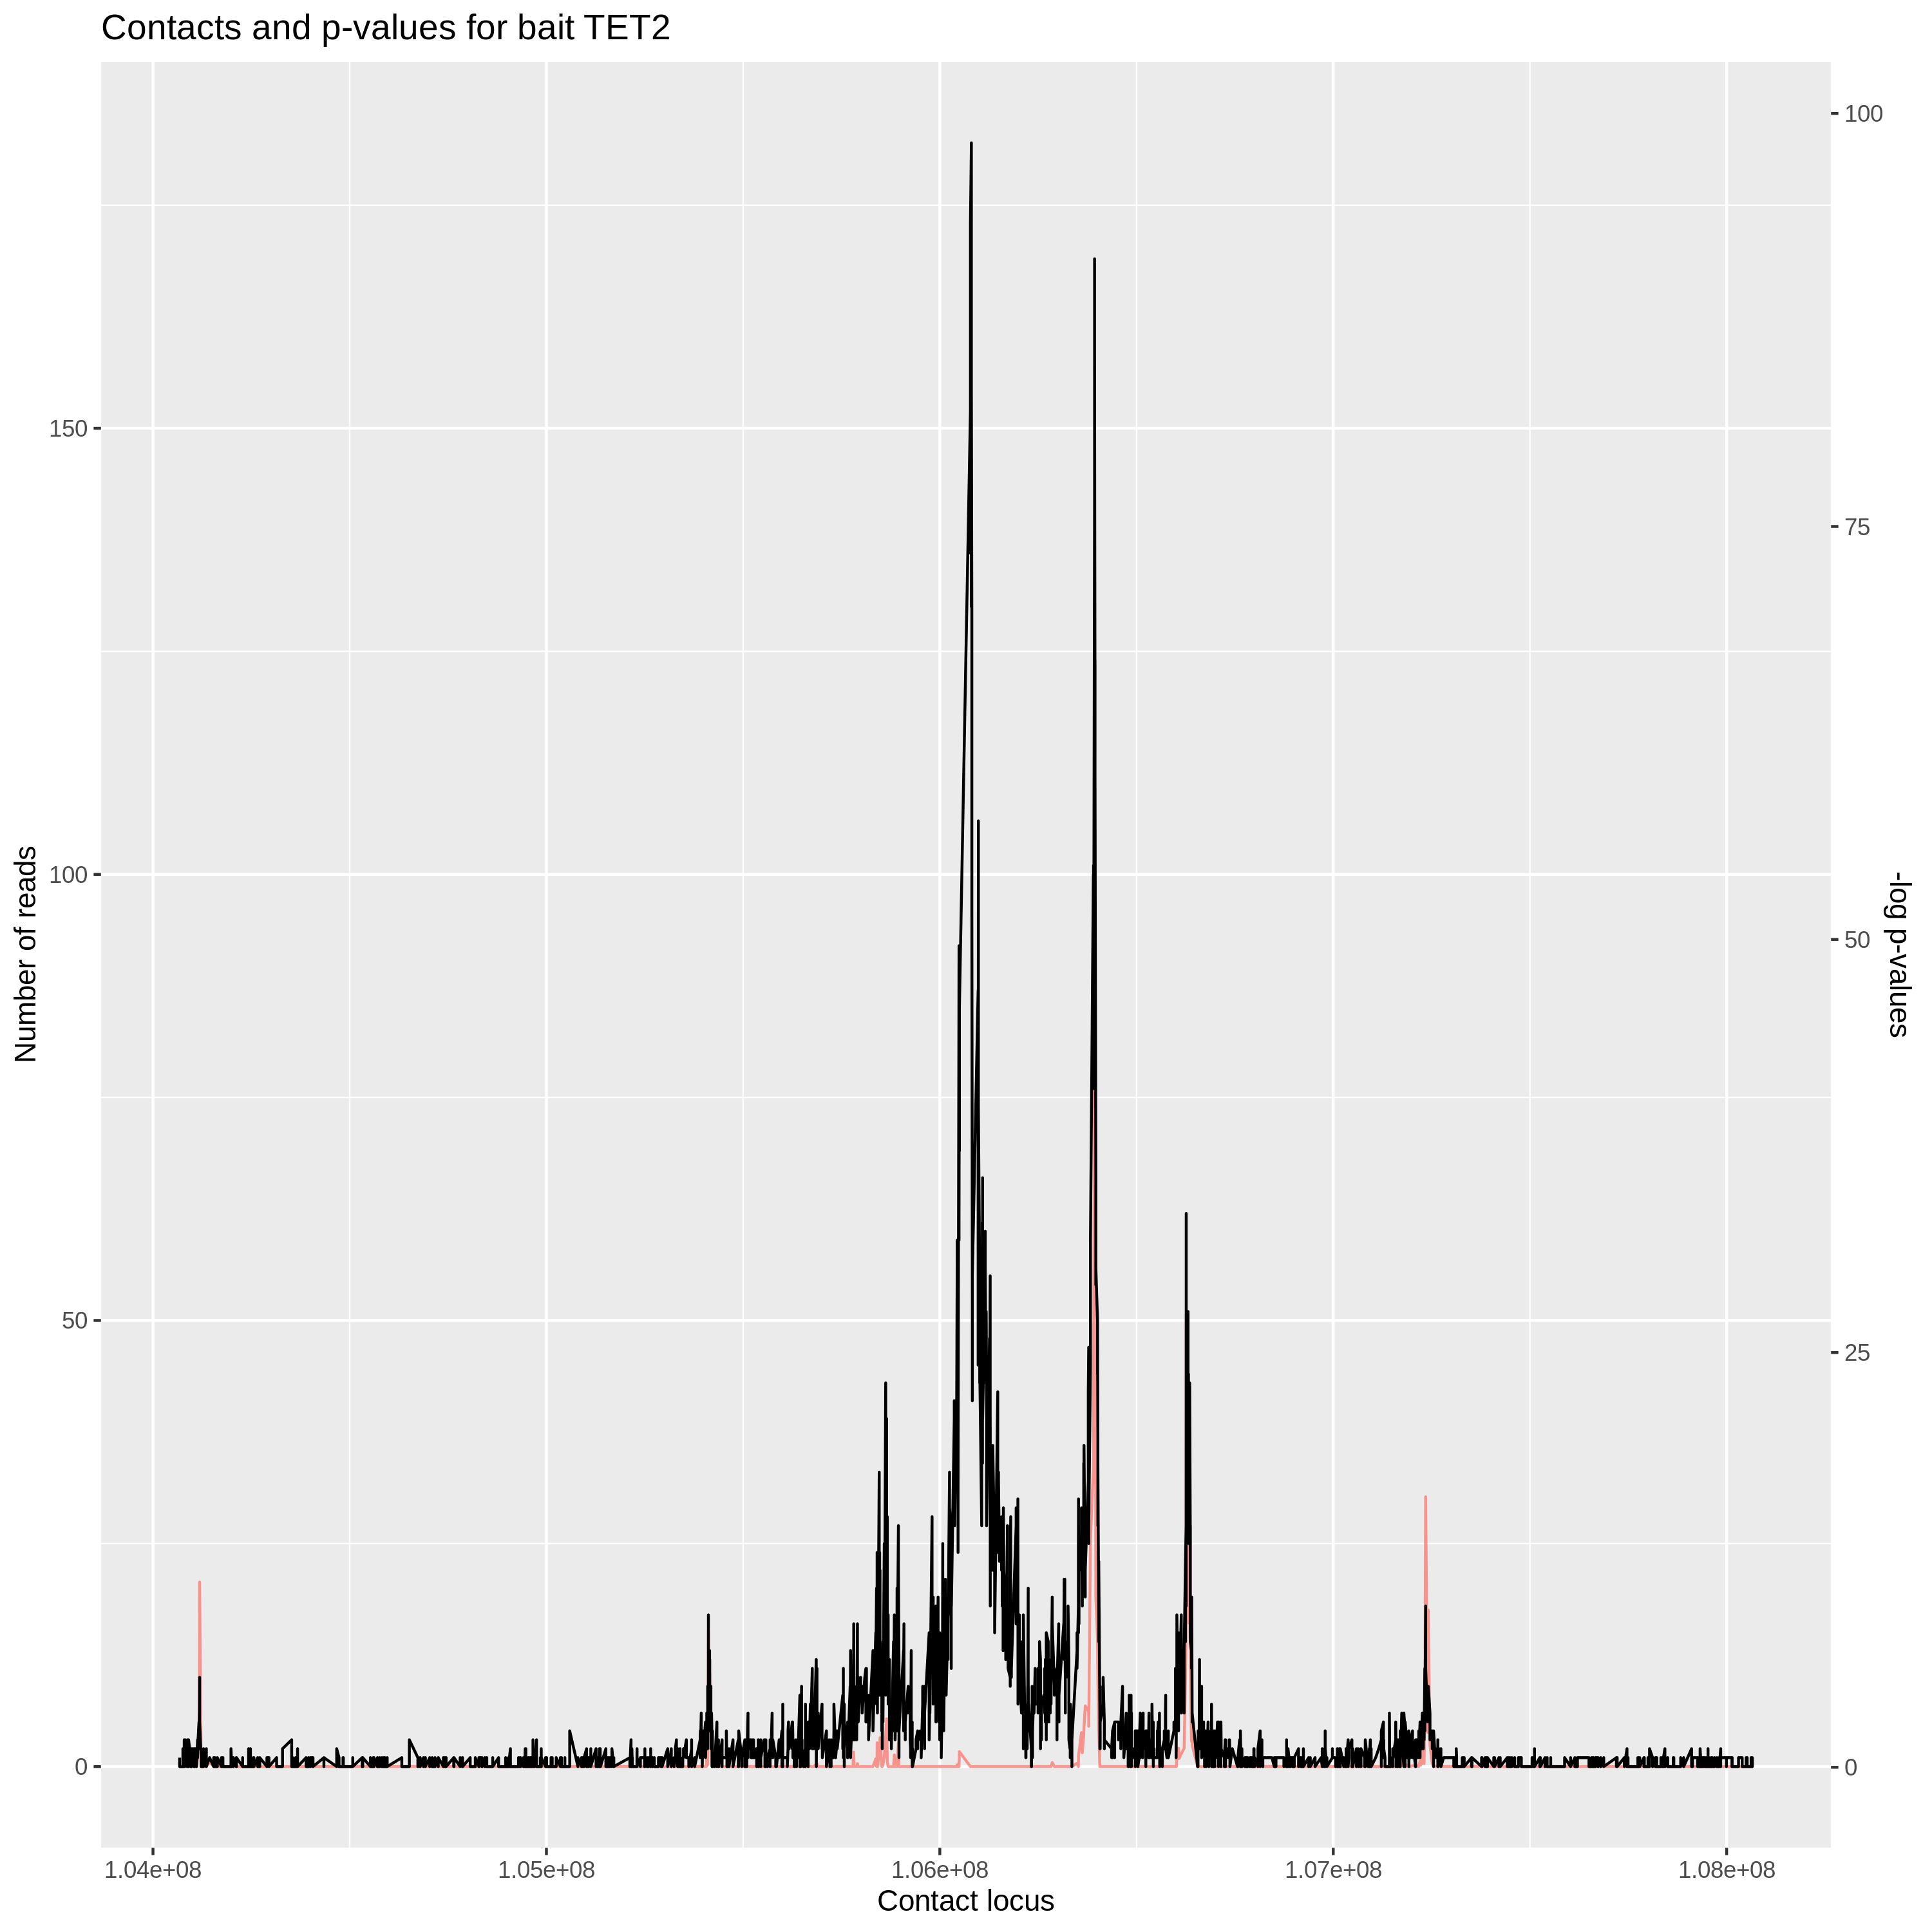 Contacts and p-values for bait TET2
100
150
75
Number of reads
100
-log p-values
50
50
25
0
0
1.04e+08 1.05e+08 1.06e+08 1.07e+08 1.08e+08
Contact locus